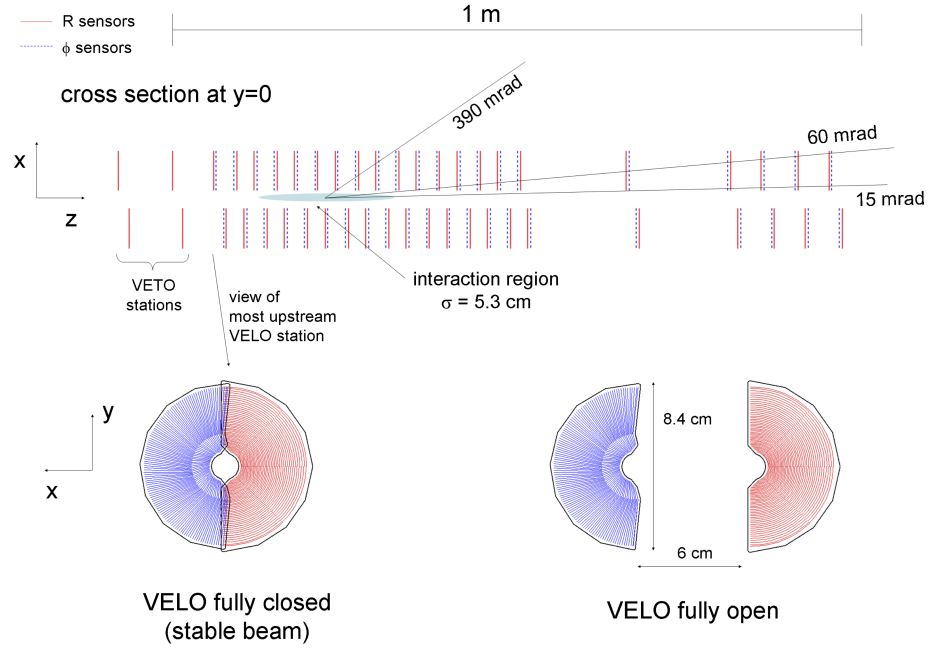 R sensors
1 m
ϕ sensors
cross section at y=0
390 mrad
60 mrad
x
15 mrad
z
VETO
stations
interaction region
σ = 5.3 cm
view of
most upstream
VELO station
y
x
8.4 cm
6 cm
VELO fully closed
(stable beam)
VELO fully open